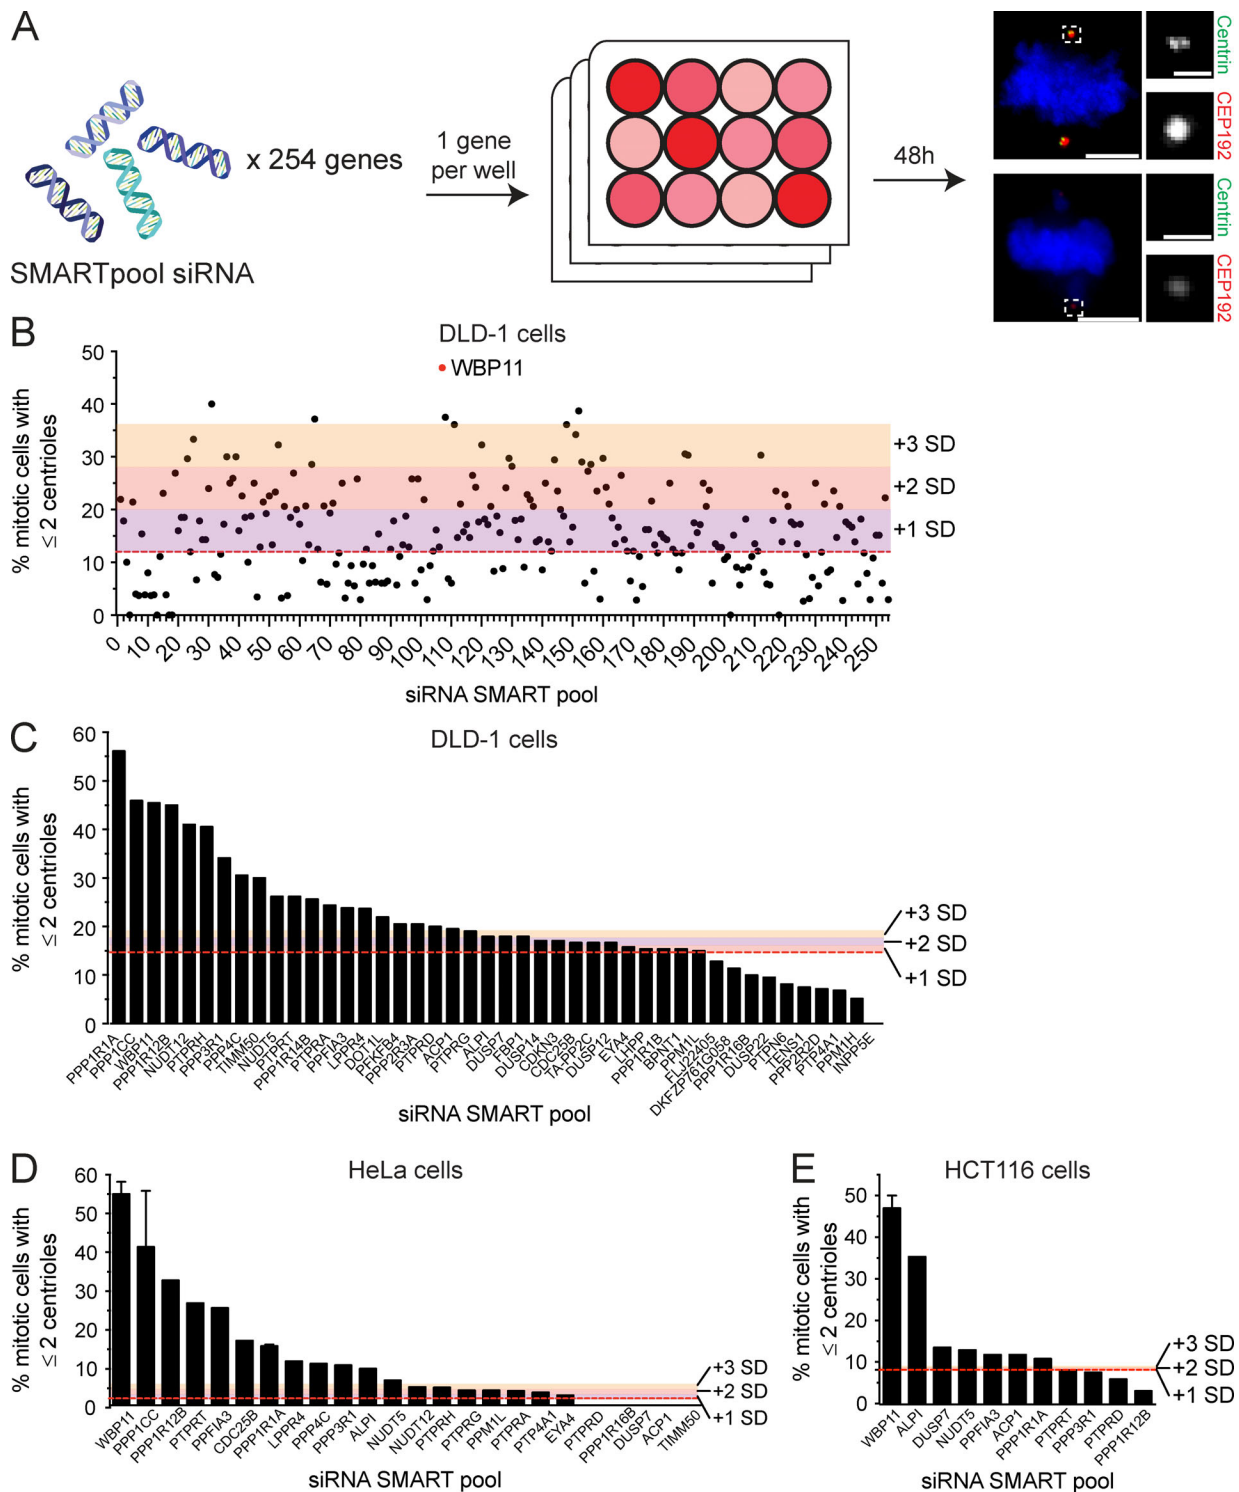 A
SMARTpool siRNA
x 254 genes
1 gene
per well
48h
Centrin
CEP192
Centrin
CEP192
B
DLD-1 cells
WBP11
% mitotic cells with
≤ 2 centrioles
50
40
30
20
10
0
+3 SD
+2 SD
+1 SD
0 10 20 30 40 50 60 70 80 90 100 110 120 130 140 150 160 170 180 190 200 210 220 230 240 250
siRNA SMART pool
C
DLD-1 cells
% mitotic cells with
≤ 2 centrioles
60
50
40
30
20
10
0
+3 SD
+2 SD
+1 SD
PPP1R1A
PPP1CC
WBP11
PPP1R12B
NUDT12
PTPRH
PPP3R1
PPP4C
TIMM50
NUDT5
PTPRT
PPP1R14B
PTPRA
PPFIA3
LPPR4
DOT1L
PFKFB4
PPP2R3A
PTPRD
ACP1
PTPRG
ALPI
DUSP7
FBP1
DUSP14
CDKN3
CDC25B
TA-PP2C
DUSP12
EYA4
LHPP
PPP1R1B
BPNT1
PPM1L
FLJ22405
DKFZP761G058
PPP1R16B
DUSP22
PTPN6
TENS1
PPP2R2D
PTP4A1
PPM1H
INPP5E
siRNA SMART pool
D
HeLa cells
% mitotic cells with
≤ 2 centrioles
60
50
40
30
20
10
0
+3 SD
+2 SD
+1 SD
WBP11
PPP1CC
PPP1R12B
PTPRT
PPFIA3
CDC25B
PPP1R1A
LPPR4
PPP4C
PPP3R1
ALPI
NUDT5
NUDT12
PTPRH
PTPRG
PPM1L
PTPRA
PTP4A1
EYA4
PTPRD
PPP1R16B
DUSP7
ACP1
TIMM50
siRNA SMART pool
E
HCT116 cells
% mitotic cells with
≤ 2 centrioles
50
40
30
20
10
0
+3 SD
+2 SD
+1 SD
WBP11
ALPI
DUSP7
NUDT5
PPFIA3
ACP1
PPP1R1A
PTPRT
PPP3R1
PTPRD
PPP1R12B
siRNA SMART pool